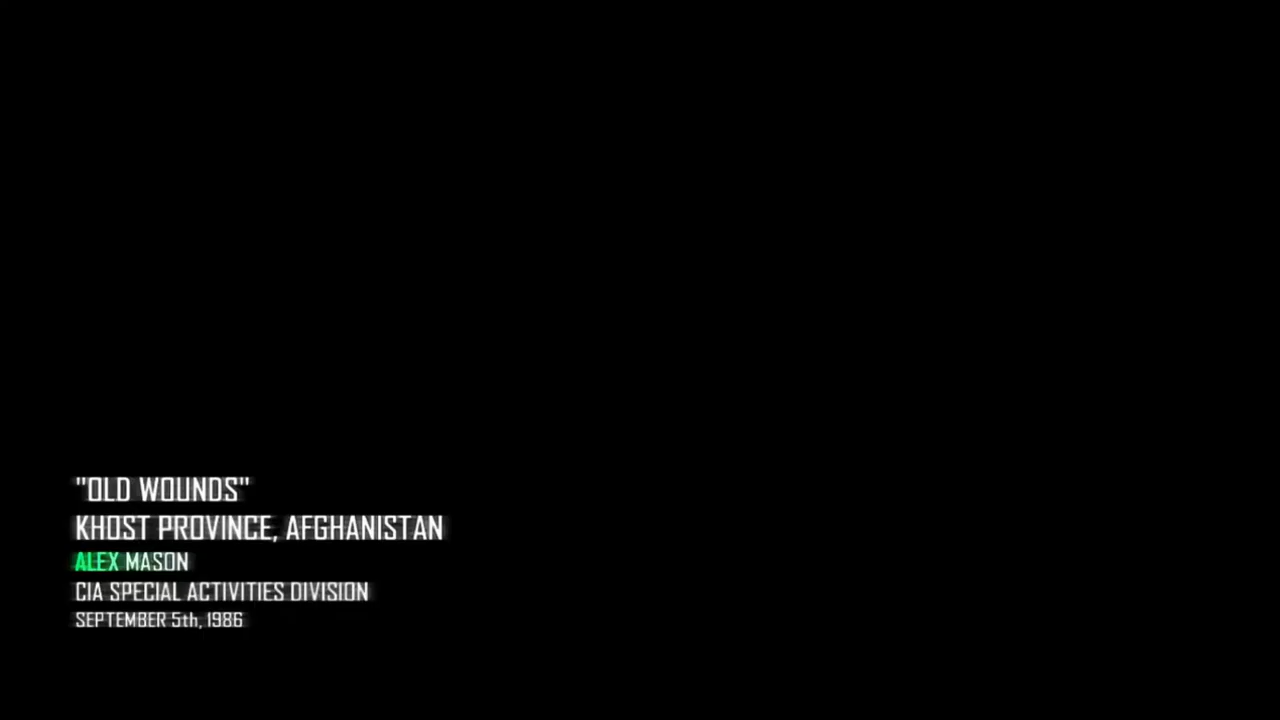 "OLD WOUNDS"
KHOST PROVINCE, AFGHANISTAN
ALEX MASON
CIA SPECIAL ACTIVITIES DIVISION
SEPTEMBER 5th, 1986